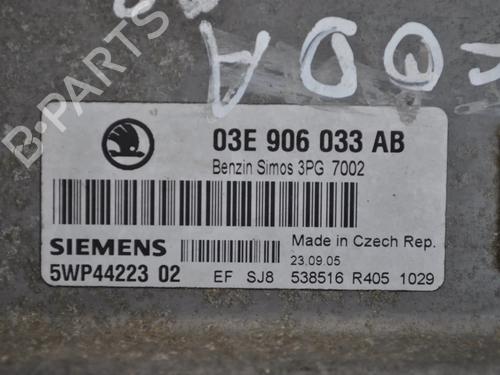 B-PARTS
03E 906 033 AB
Benzin Simos 3PG 7002
SIEMENS
Made in Czech Rep.
23.09.05
5WP44223 02 EF SJ8 538516 R405 1029